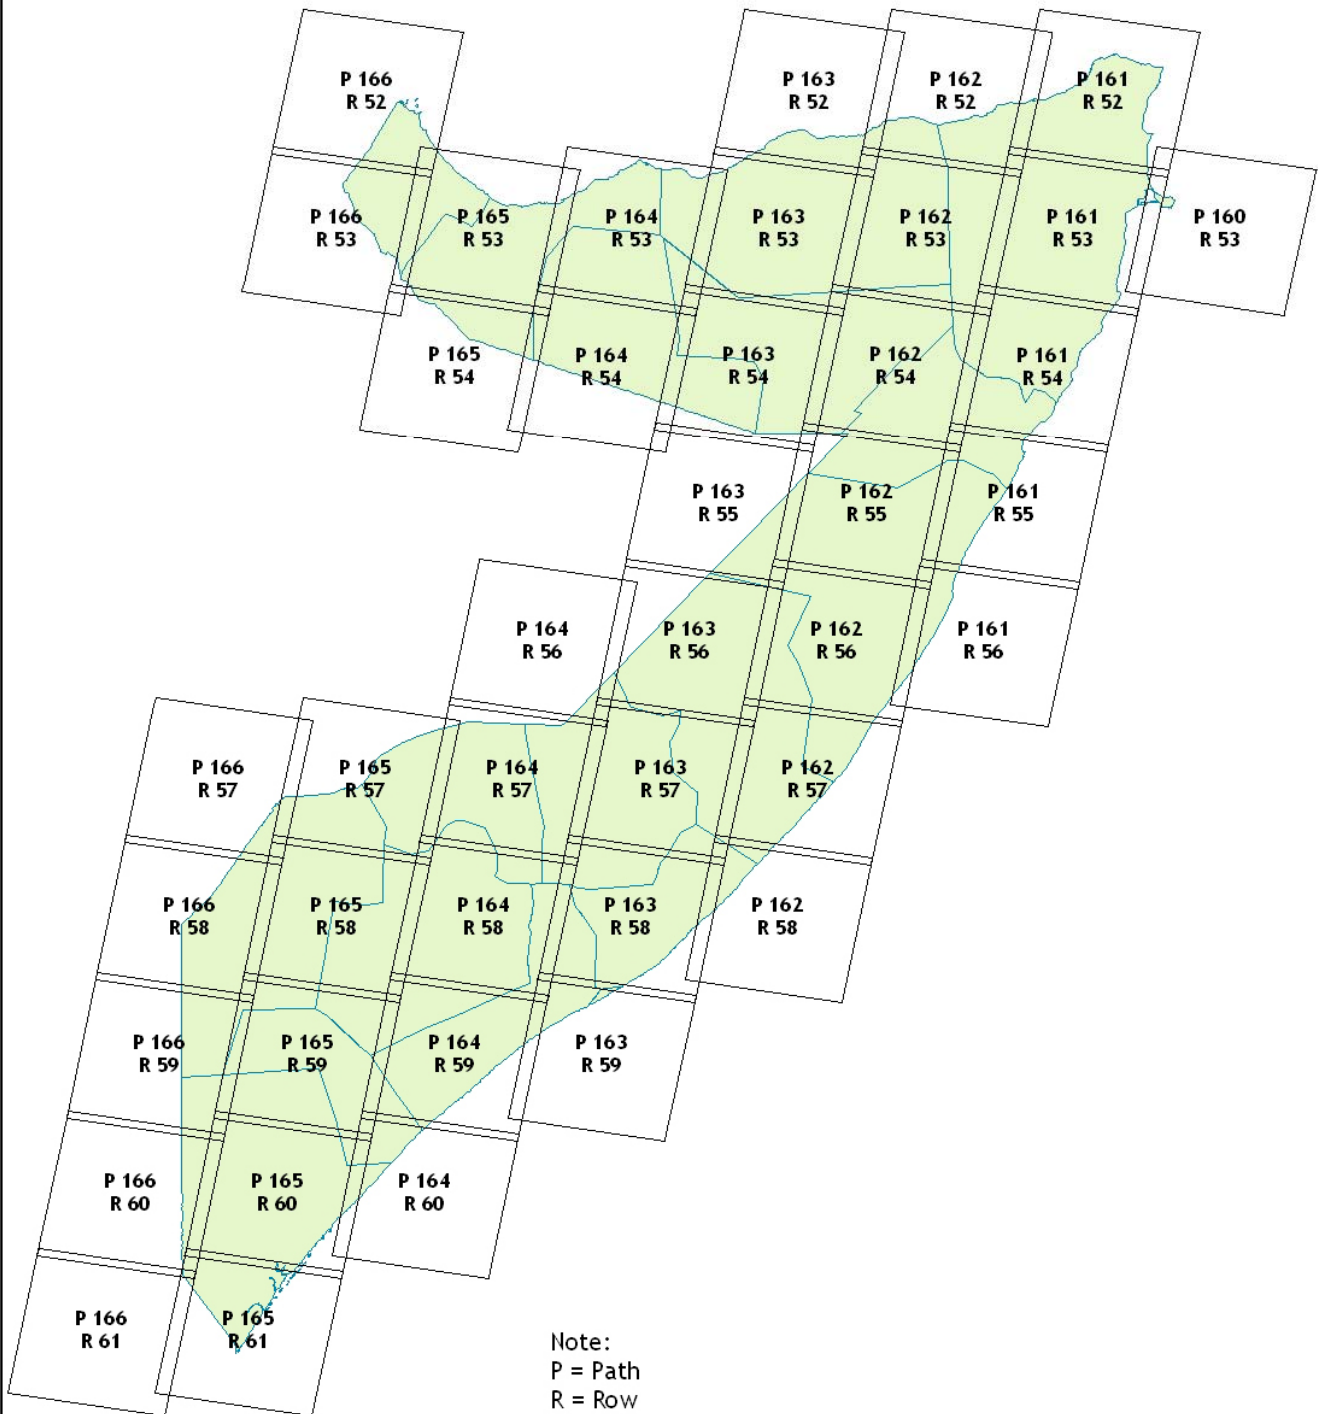 P 166
R 52
P 163
R 52
P 162
R 52
P 161
R 52
P 166
R 53
P 165
R 53
P 164
R 53
P 163
R 53
P 162
R 53
P 161
R 53
P 160
R 53
P 165
R 54
P 164
R 54
P 163
R 54
P 162
R 54
P 161
R 54
P 163
R 55
P 162
R 55
P 161
R 55
P 164
R 56
P 163
R 56
P 162
R 56
P 161
R 56
P 166
R 57
P 165
R 57
P 164
R 57
P 163
R 57
P 162
R 57
P 166
R 58
P 165
R 58
P 164
R 58
P 163
R 58
P 162
R 58
P 166
R 59
P 165
R 59
P 164
R 59
P 163
R 59
P 166
R 60
P 165
R 60
P 164
R 60
P 166
R 61
P 165
R 61
Note:
P = Path
R = Row